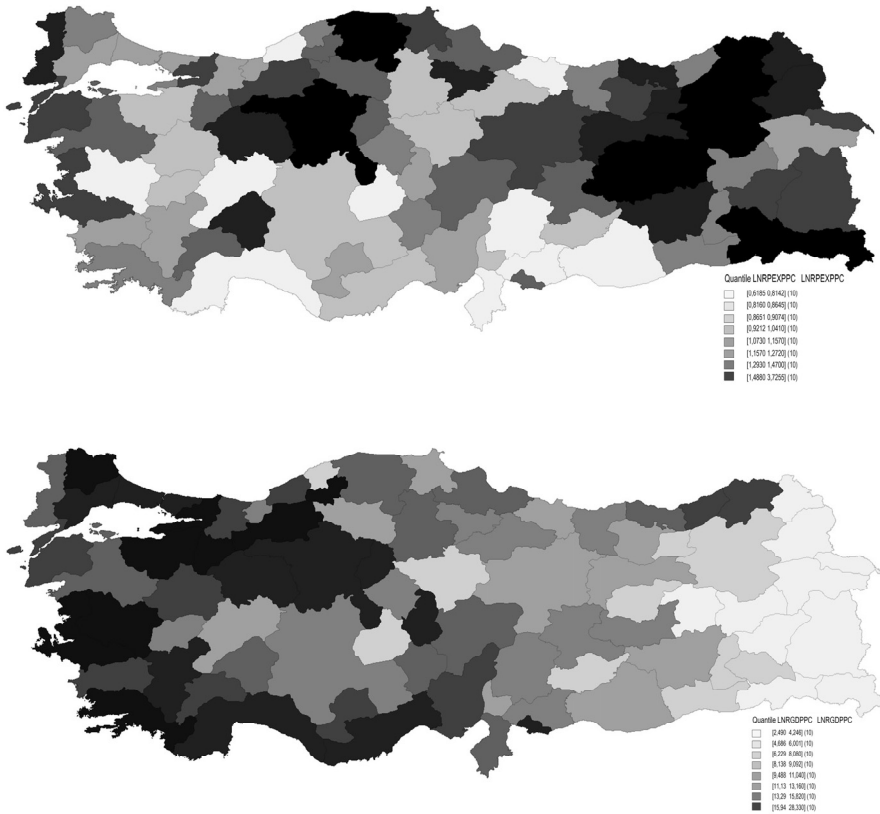 Quantile LNRPEXPPC LNRPEXPPC
[0,6185 0,8142] (10)
[0,8160 0,8645] (10)
[0,8651 0,9074] (10)
[0,9212 1,0410] (10)
[1,0730 1,1570] (10)
[1,1570 1,2720] (10)
[1,2930 1,4700] (10)
[1,4880 3,7255] (10)
Quantile LNRGDPPC LNRGDPPC
[2,490 4,246] (10)
[4,686 6,001] (10)
[6,229 8,080] (10)
[8,138 9,092] (10)
[9,488 11,040] (10)
[11,13 13,160] (10)
[13,29 15,820] (10)
[15,94 28,330] (10)